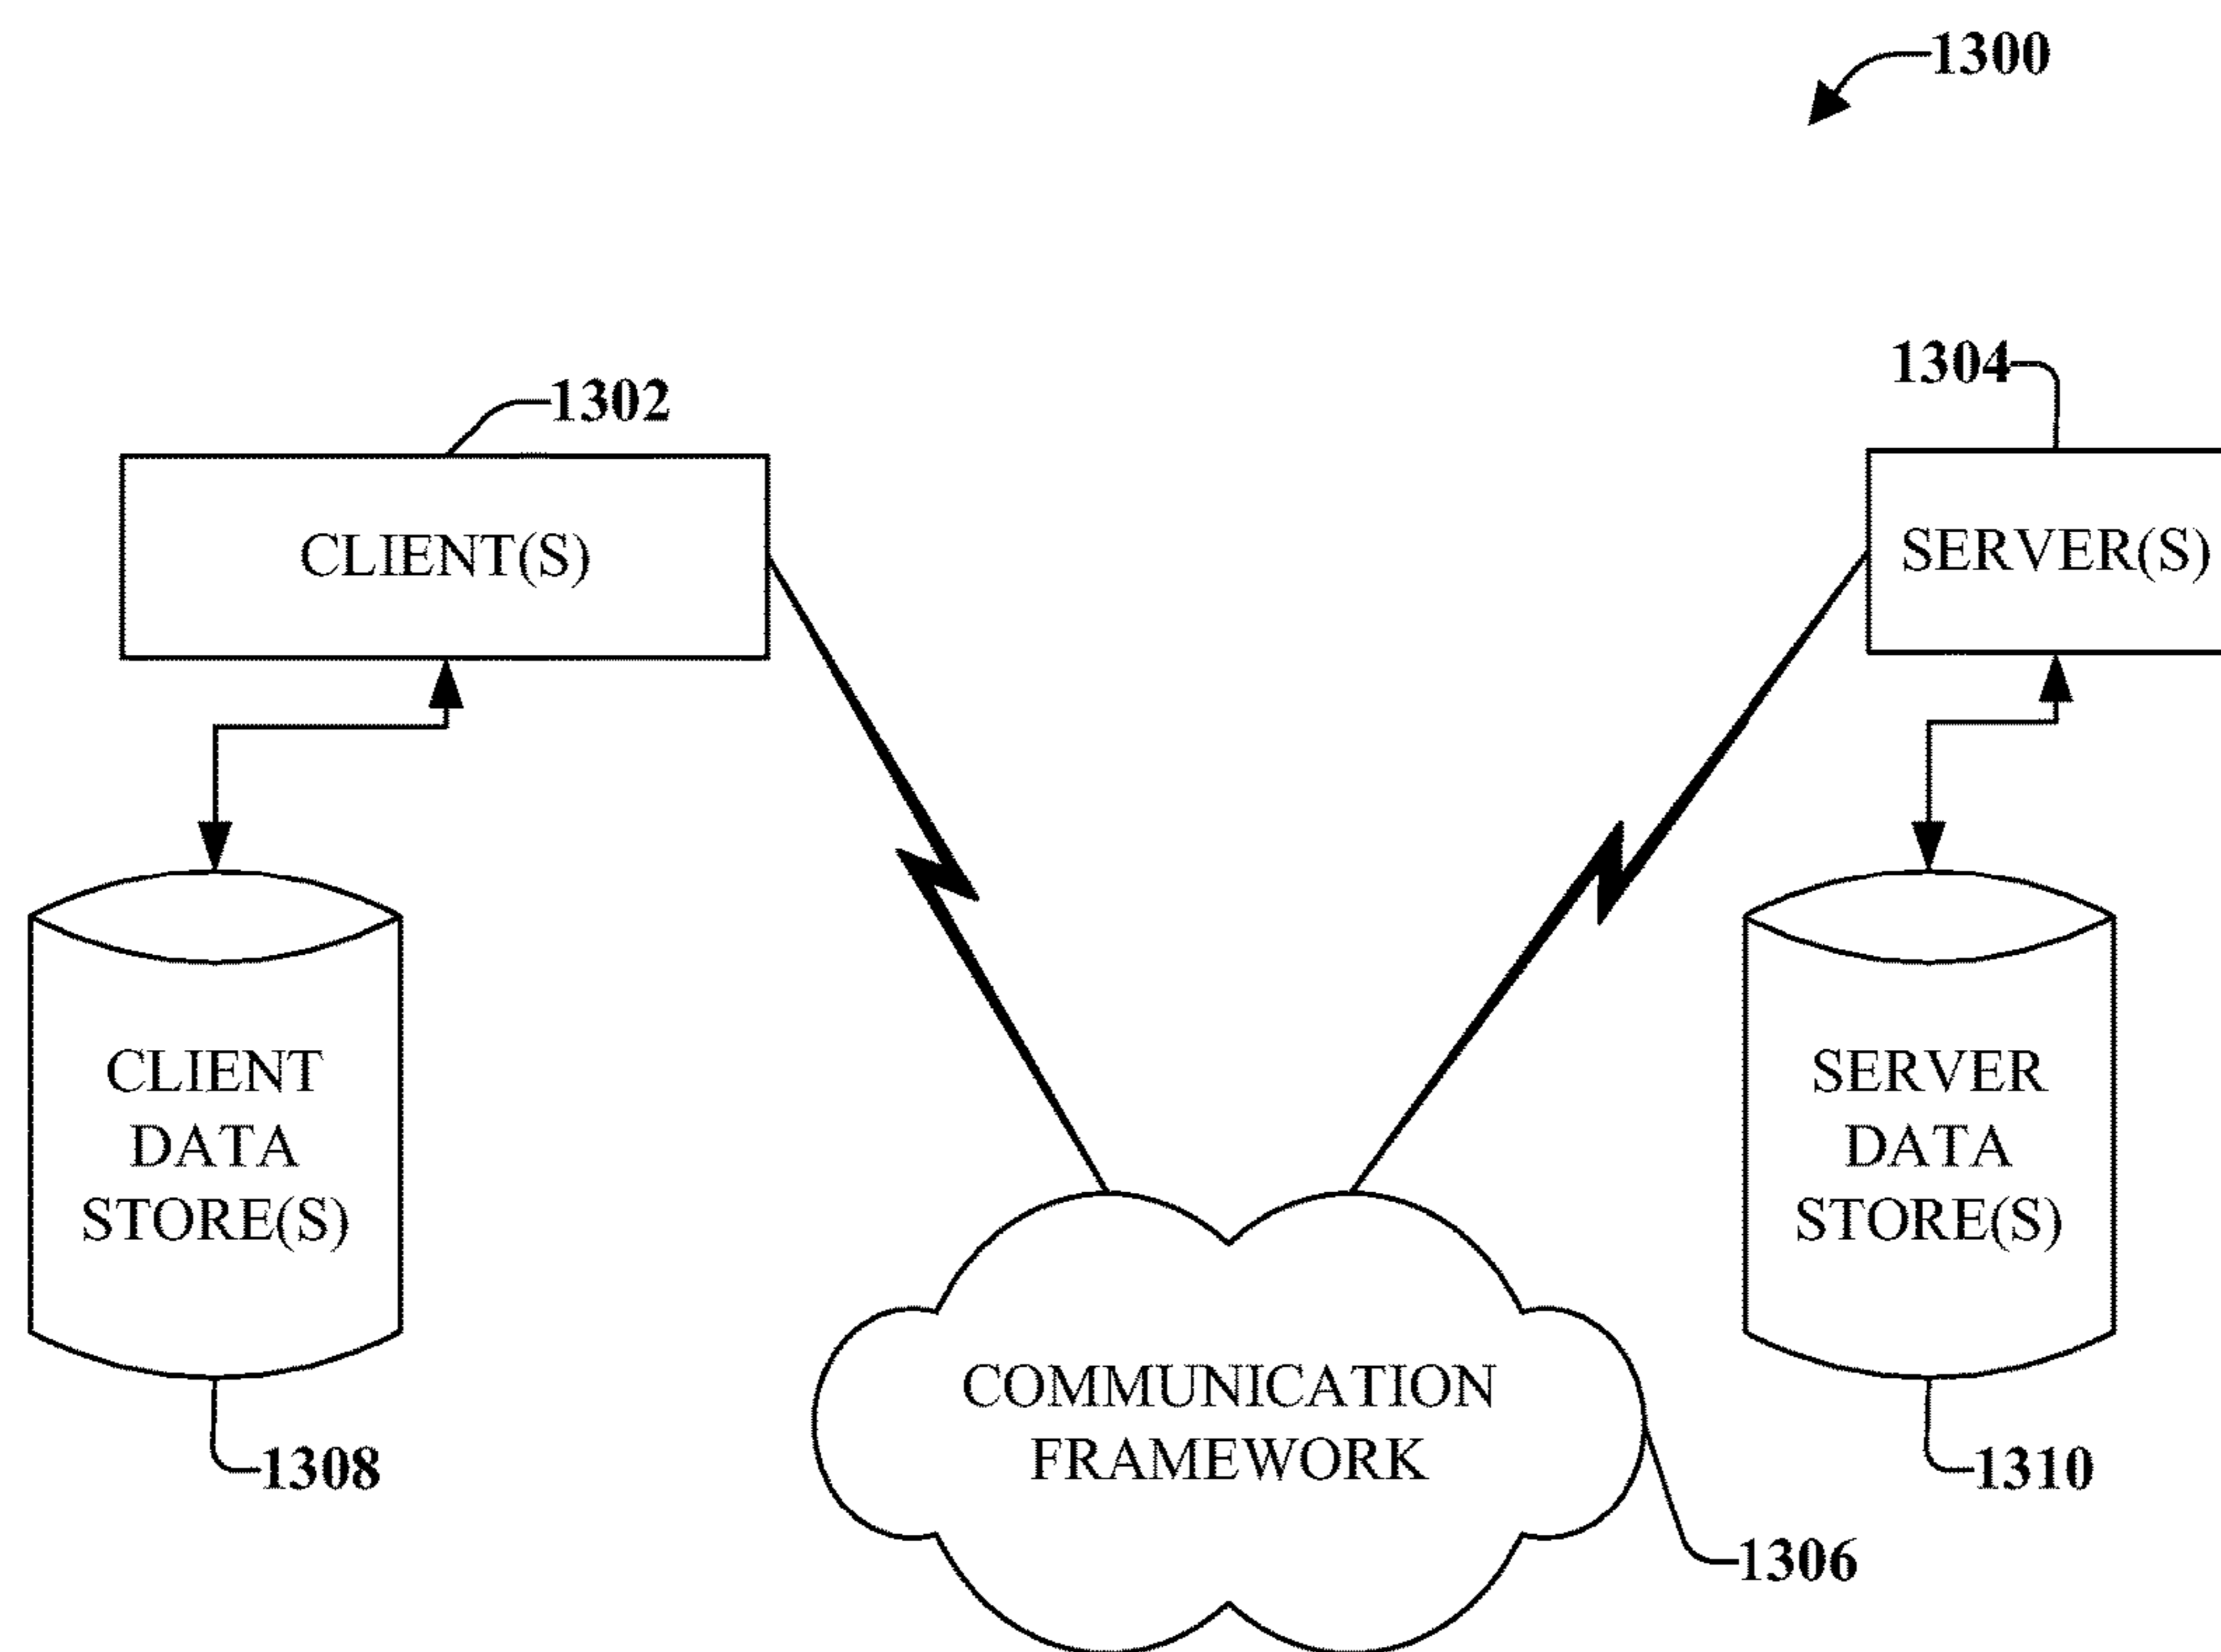 1300
1302
1304
CLIENT(S)
SERVER(S)
CLIENT
DATA
STORE(S)
SERVER
DATA
STORE(S)
COMMUNICATION
FRAMEWORK
1308
1310
1306